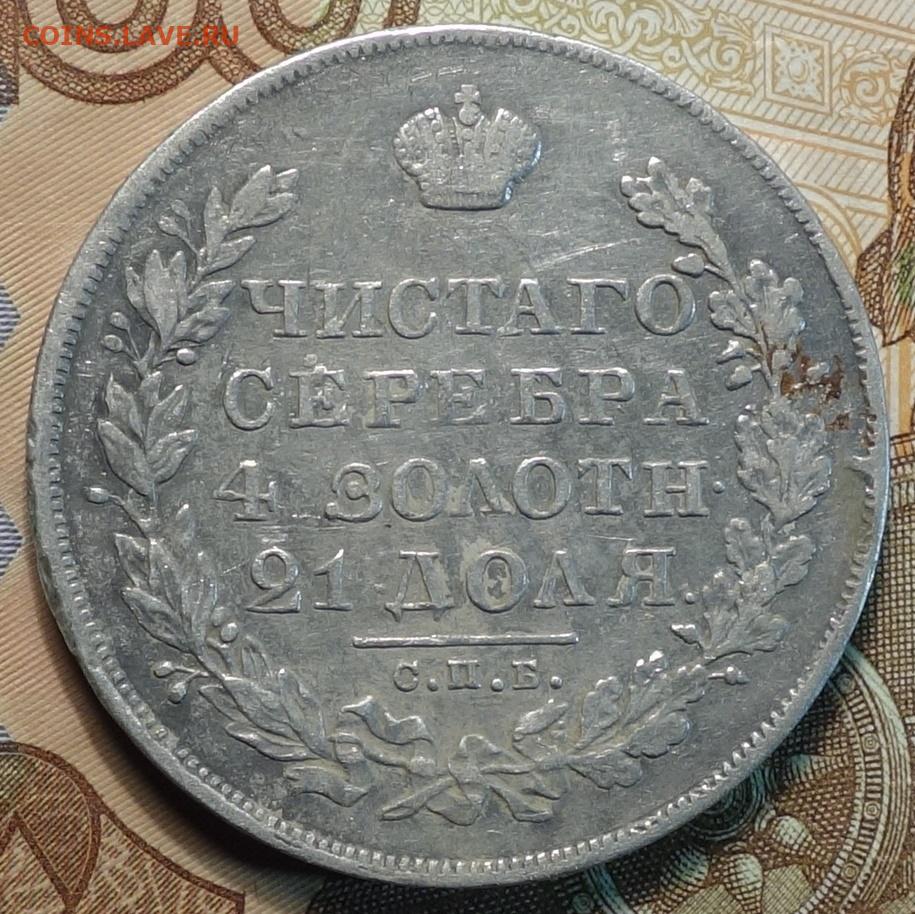 COINS.LAVE.RU
ЧИСТАГО
СЕРЕБРА
4 ЗОЛОТН.
21 ДОЛЯ.
С.П.Б.